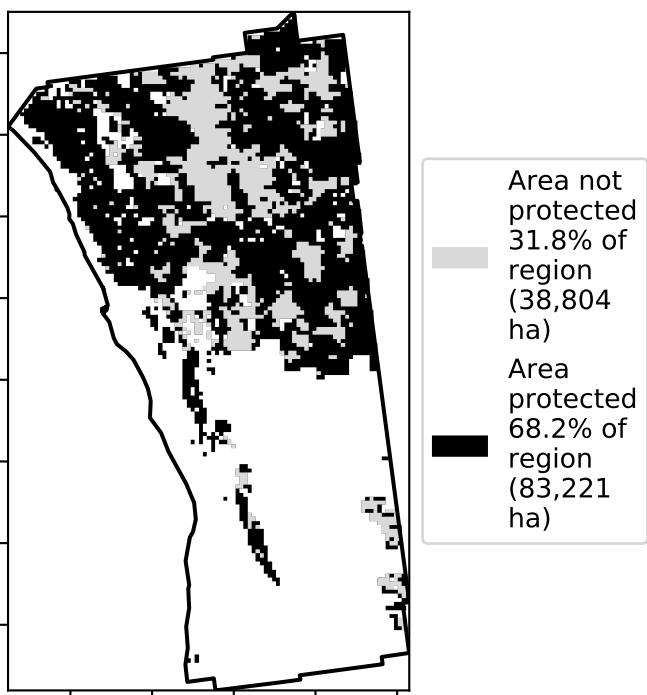 Area not
protected
31.8% of
region
(38,804
ha)
Area
protected
68.2% of
region
(83,221
ha)